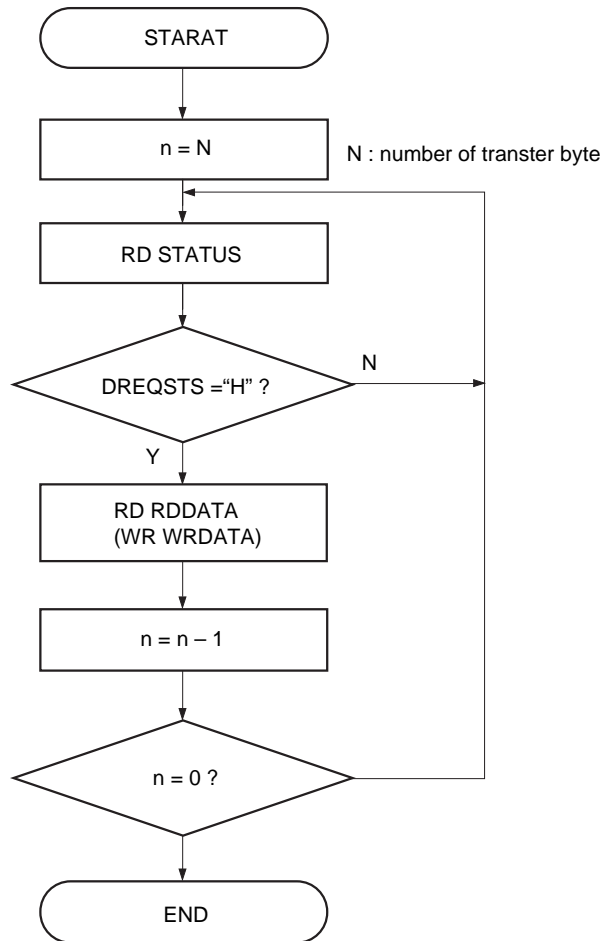 STARAT
n = N
N : number of transter byte
RD STATUS
DREQSTS =“H” ?
N
Y
RD RDDATA
(WR WRDATA)
n = n – 1
n = 0 ?
END